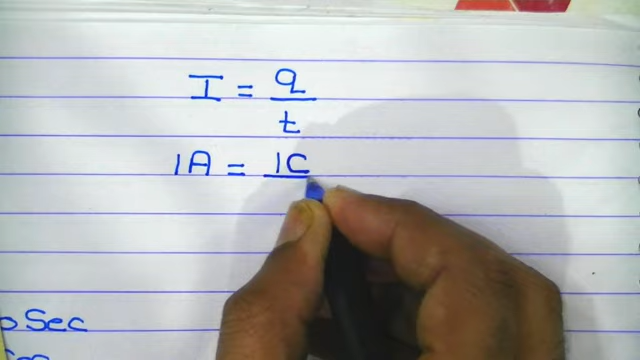 I = q/t
1A = 1C
Sec